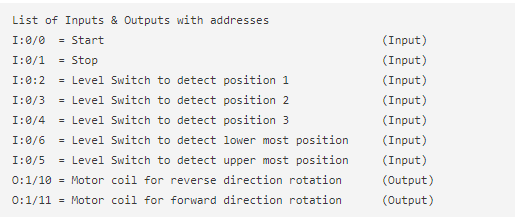 List of Inputs & Outputs with addresses
I:0/0 = Start (Input)
I:0/1 = Stop (Input)
I:0:2 = Level Switch to detect position 1 (Input)
I:0/3 = Level Switch to detect position 2 (Input)
I:0/4 = Level Switch to detect position 3 (Input)
I:0/6 = Level Switch to detect lower most position (Input)
I:0/5 = Level Switch to detect upper most position (Input)
O:1/10 = Motor coil for reverse direction rotation (Output)
O:1/11 = Motor coil for forward direction rotation (Output)